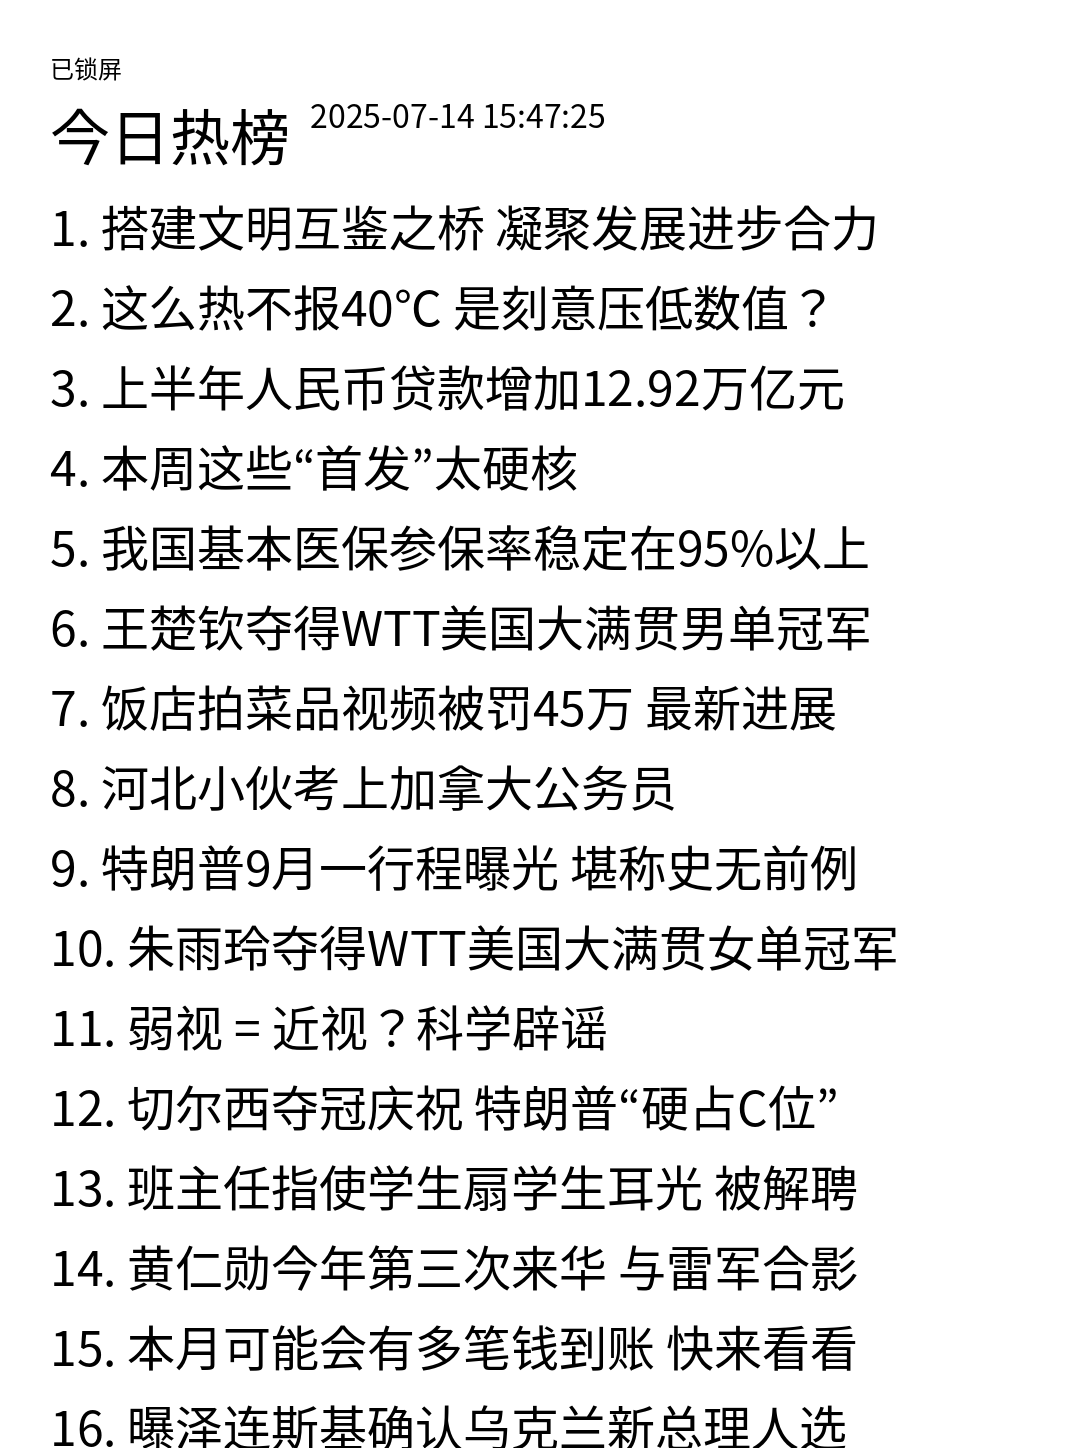 已锁屏
今日热榜 2025-07-14 15:47:25
1. 搭建文明互鉴之桥 凝聚发展进步合力
2. 这么热不报40℃ 是刻意压低数值？
3. 上半年人民币贷款增加12.92万亿元
4. 本周这些“首发”太硬核
5. 我国基本医保参保率稳定在95%以上
6. 王楚钦夺得WTT美国大满贯男单冠军
7. 饭店拍菜品视频被罚45万 最新进展
8. 河北小伙考上加拿大公务员
9. 特朗普9月一行程曝光 堪称史无前例
10. 朱雨玲夺得WTT美国大满贯女单冠军
11. 弱视 = 近视？科学辟谣
12. 切尔西夺冠庆祝 特朗普“硬占C位”
13. 班主任指使学生扇学生耳光 被解聘
14. 黄仁勋今年第三次来华 与雷军合影
15. 本月可能会有多笔钱到账 快来看看
16. 曝泽连斯基确认乌克兰新总理人选